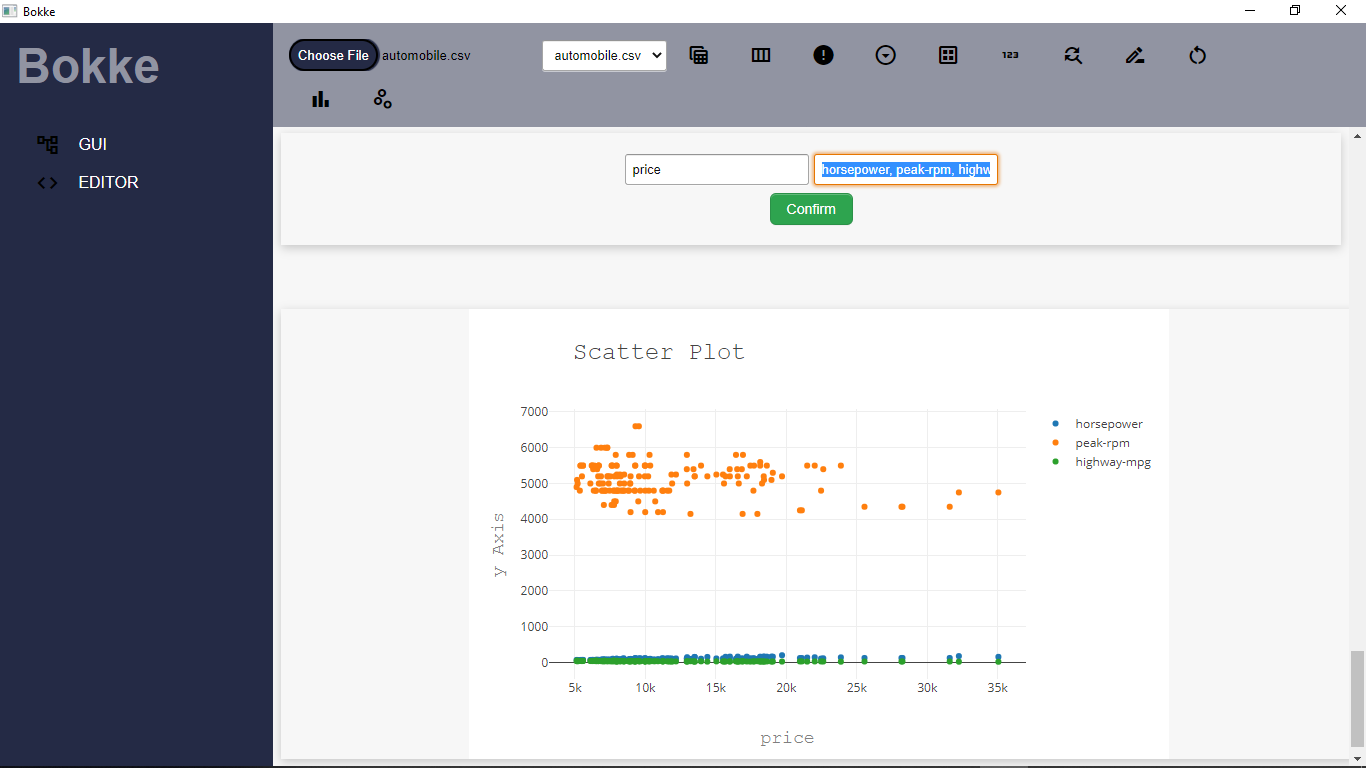 Bokke
Bokke
GUI
EDITOR
Choose File automobile.csv
automobile.csv
123
price
horsepower, peak-rpm, highw
Confirm
Scatter Plot
7000
6000
5000
4000
3000
2000
1000
0
y Axis
5k 10k 15k 20k 25k 30k 35k
price
horsepower
peak-rpm
highway-mpg